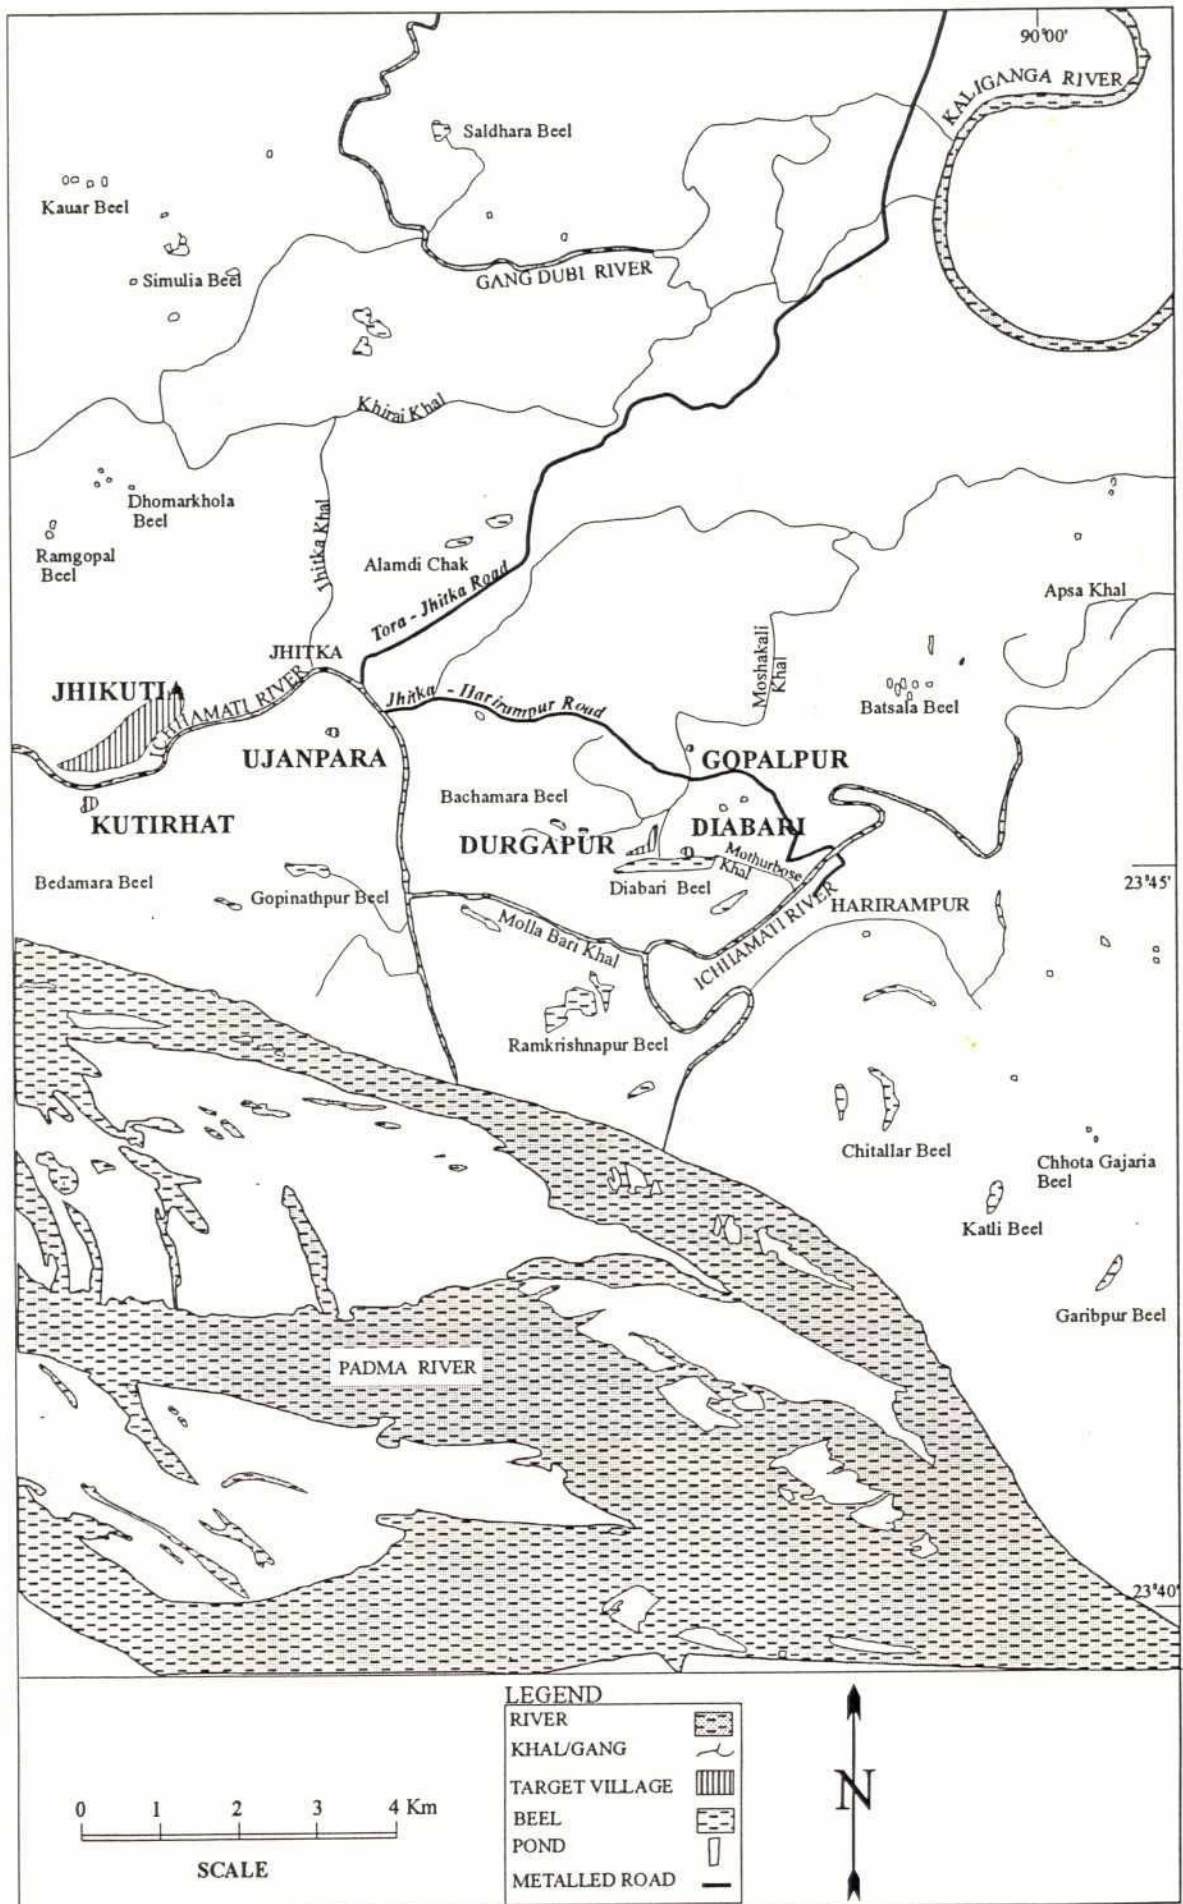 90°00'
KALIGANGA RIVER
Saldhara Beel
Kauar Beel
Simulia Beel
GANG DUBI RIVER
Khirai Khal
Dhomarkhola
Beel
Ramgopal
Beel
Jhitka Khal
Alamdi Chak
Tora - Jhitka Road
Apsa Khal
JHITKA
Moshakali
Khal
JHIKUTIA
ICHHAMATI RIVER
Jhitka - Harirampur Road
Batsala Beel
UJANPARA
GOPALPUR
Bachamara Beel
KUTIRHAT
DURGAPUR
DIABARI
Mothurbose
Khal
Bedamara Beel
Gopinathpur Beel
Diabari Beel
23°45'
HARIRAMPUR
Molla Bari Khal
ICHHAMATI RIVER
Ramkrishnapur Beel
Chitallar Beel
Chhota Gajaria
Beel
Katli Beel
Garibpur Beel
PADMA RIVER
23°40'
LEGEND
RIVER
KHAL/GANG
TARGET VILLAGE
BEEL
POND
METALLED ROAD
N
0 1 2 3 4 Km
SCALE